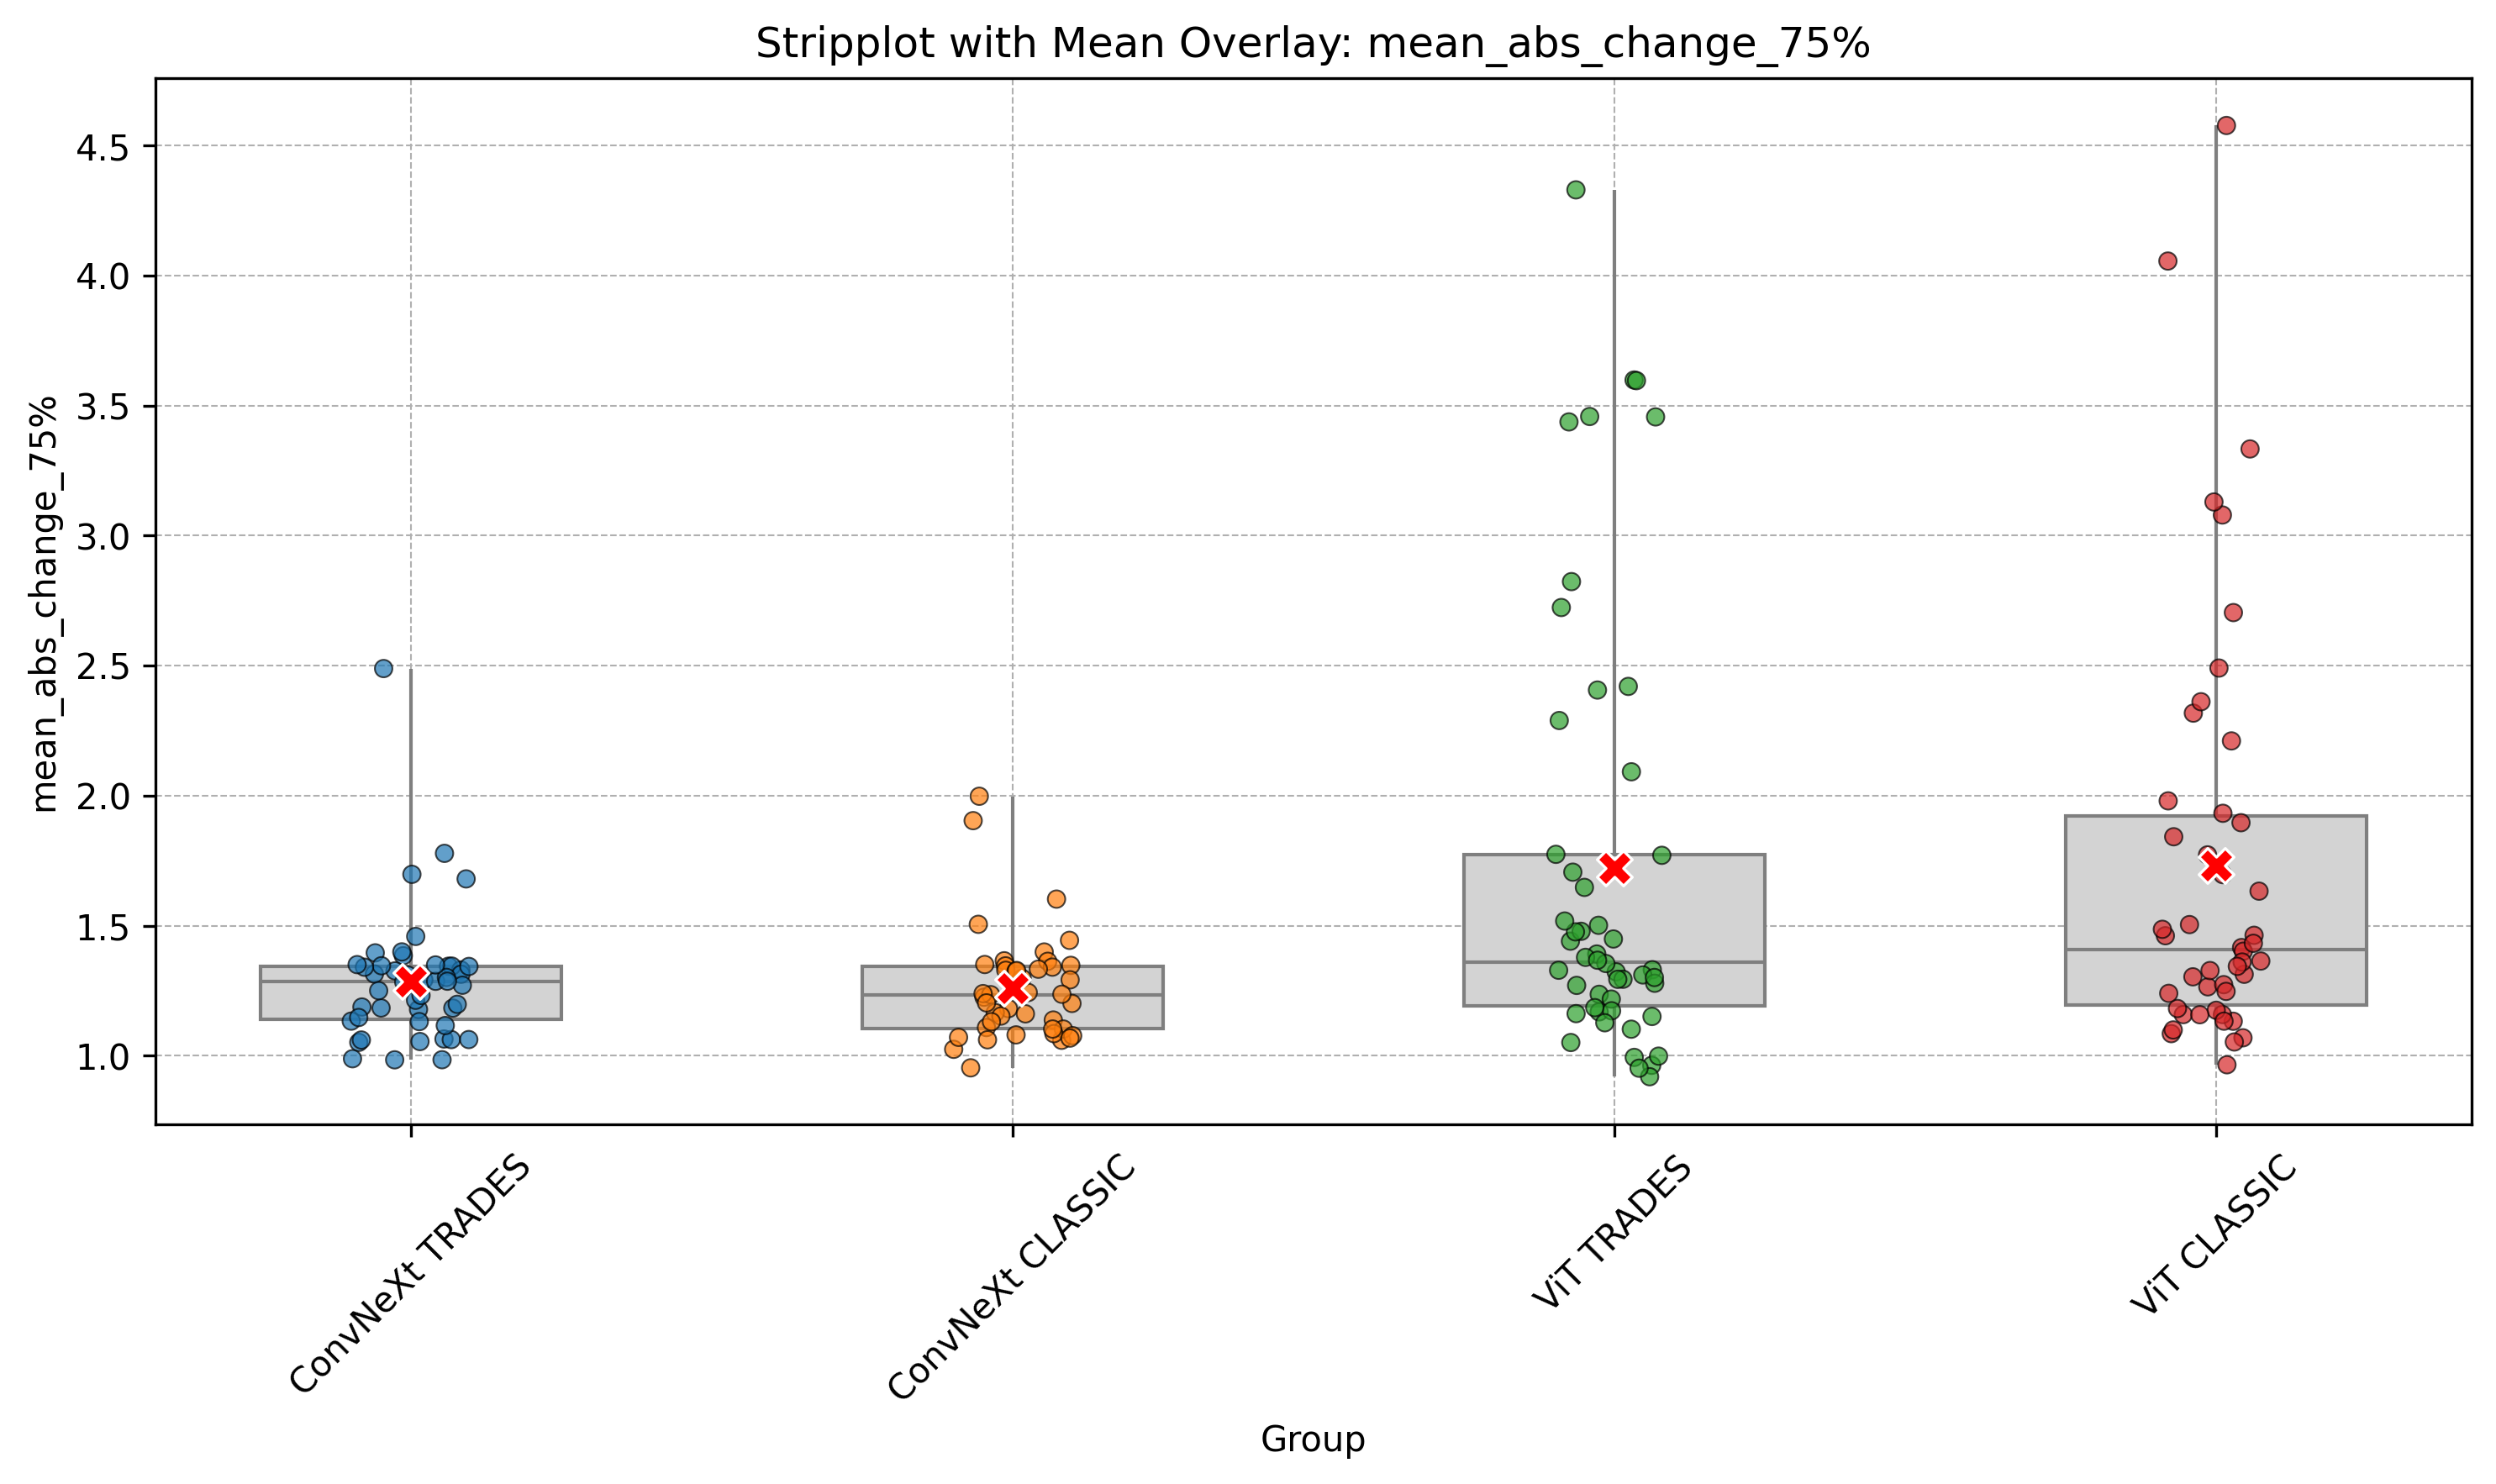 Stripplot with Mean Overlay: mean_abs_change_75%
mean_abs_change_75%
4.5
4.0
3.5
3.0
2.5
2.0
1.5
1.0
ConvNeXt TRADES
ConvNeXt CLASSIC
ViT TRADES
ViT CLASSIC
Group